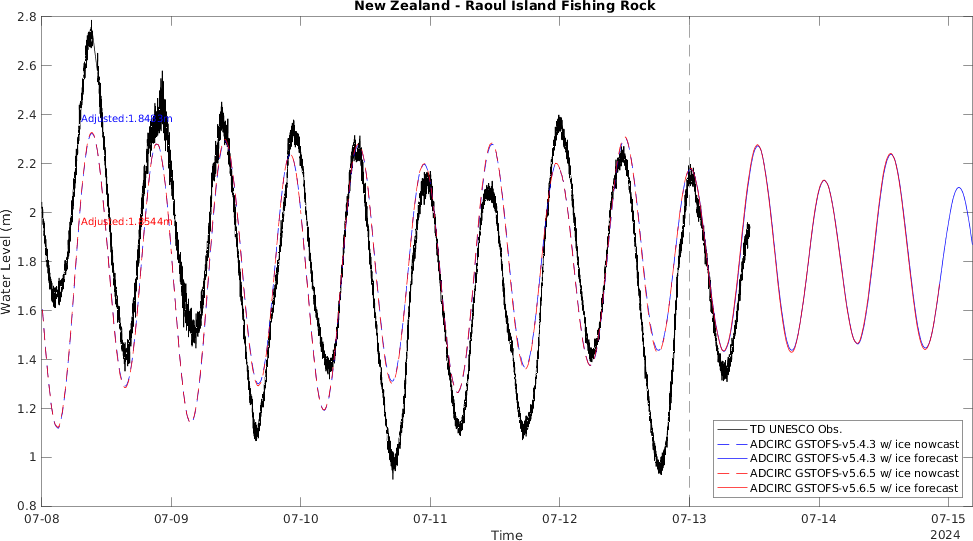 New Zealand - Raoul Island Fishing Rock
2.8
2.6
2.4
2.2
2
1.8
1.6
1.4
1.2
1
0.8
Water Level (m)
Adjusted:
Adjusted:
07-08 07-09 07-10 07-11 07-12 07-13 07-14 07-15
Time
2024
TD UNESCO Obs.
ADCIRC GSTOFS-v5.4.3 w/ ice nowcast
ADCIRC GSTOFS-v5.4.3 w/ ice forecast
ADCIRC GSTOFS-v5.6.5 w/ ice nowcast
ADCIRC GSTOFS-v5.6.5 w/ ice forecast